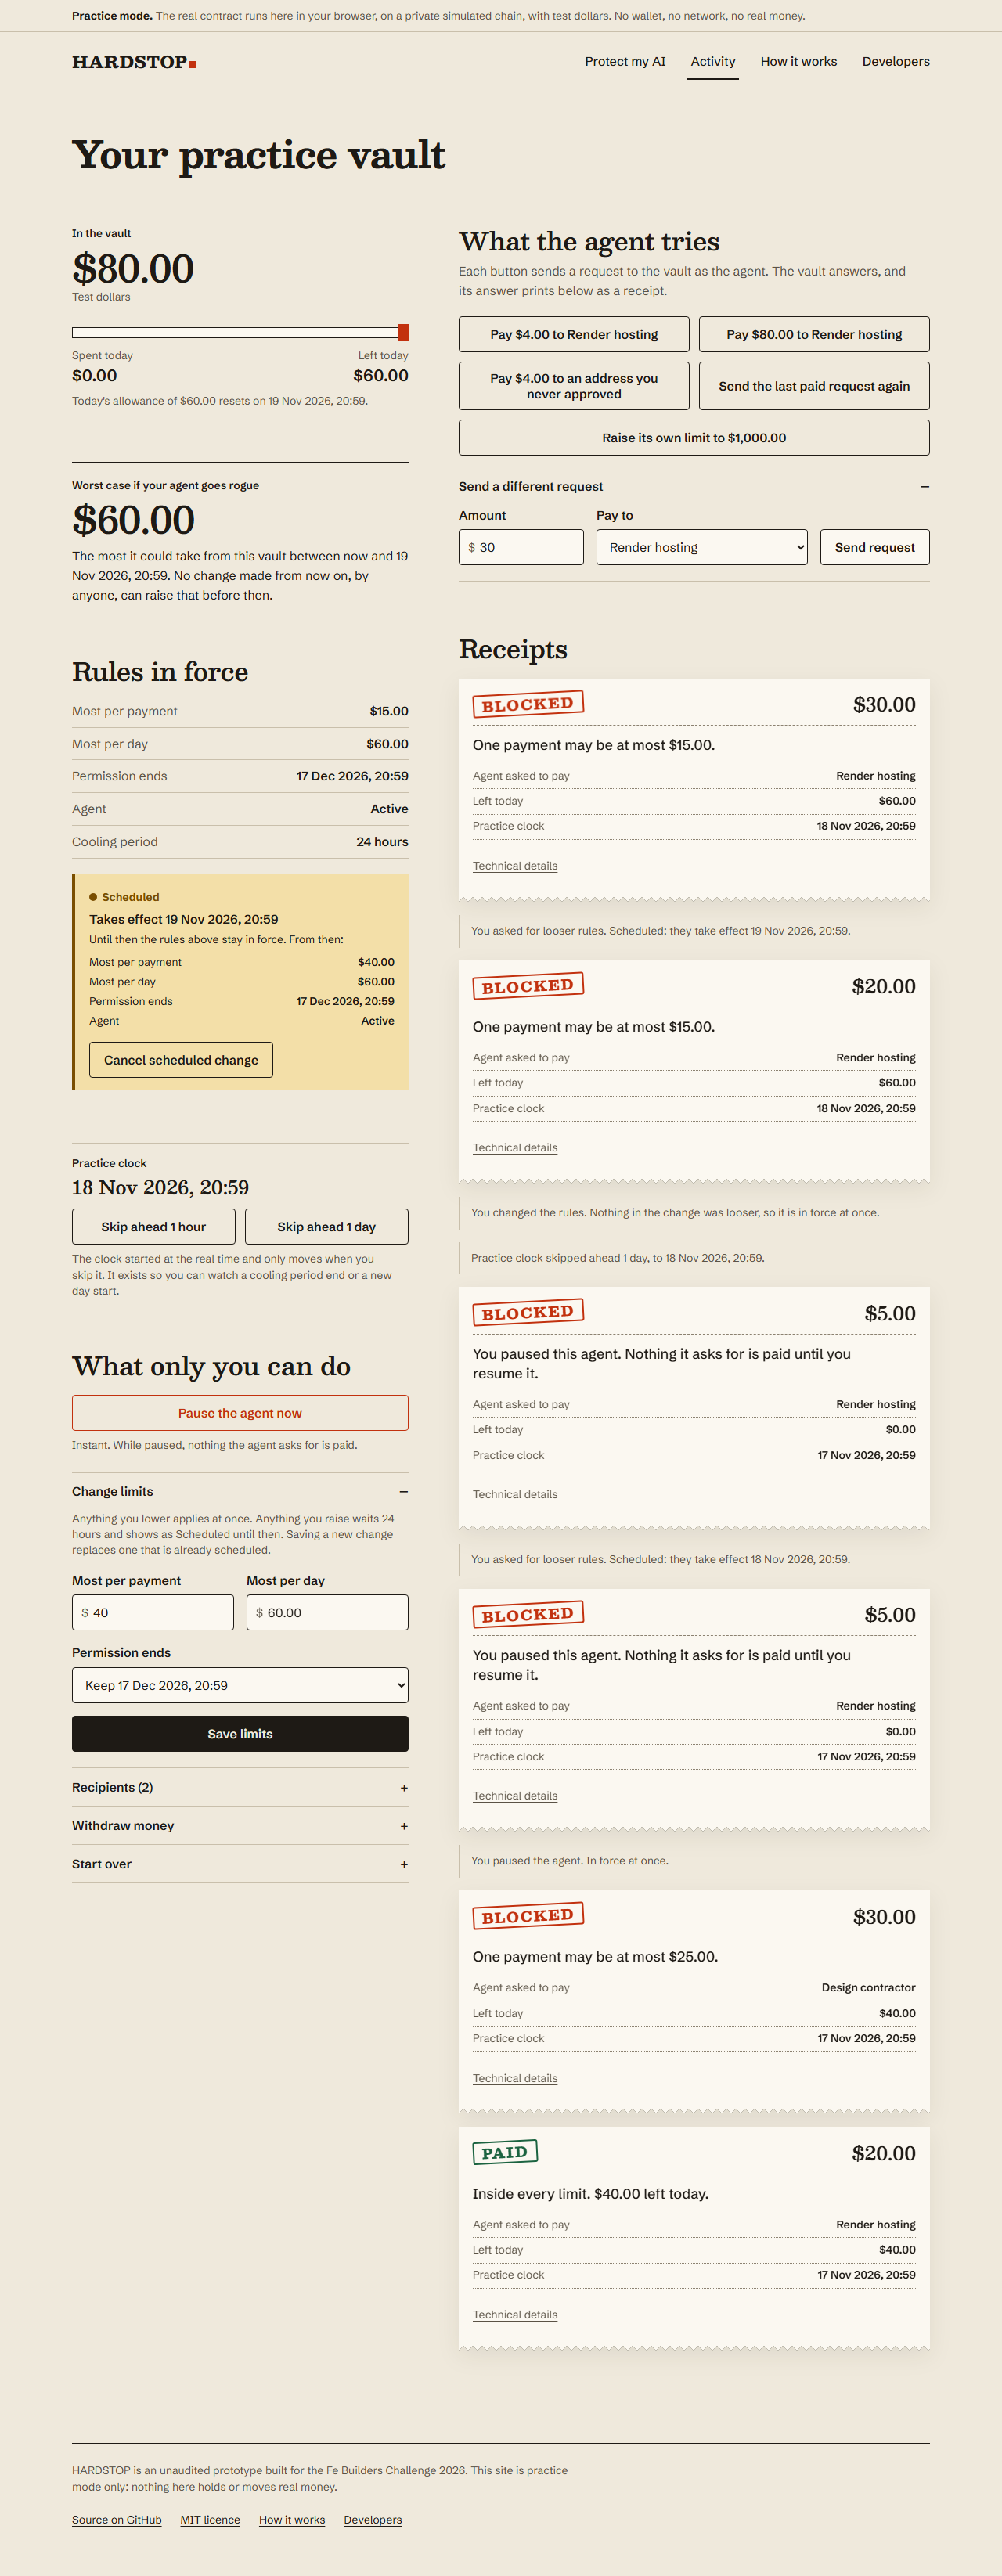 Practice mode. The real contract runs here in your browser, on a private simulated chain, with test dollars. No wallet, no network, no real money.
HARDSTOP
Protect my AI
Activity
How it works
Developers
Your practice vault
In the vault
$80.00
Test dollars
Spent today
Left today
$0.00
$60.00
Today's allowance of $60.00 resets on 19 Nov 2026, 20:59.
Worst case if your agent goes rogue
$60.00
The most it could take from this vault between now and 19
Nov 2026, 20:59. No change made from now on, by
anyone, can raise that before then.
Rules in force
Most per payment $15.00
Most per day $60.00
Permission ends 17 Dec 2026, 20:59
Agent Active
Cooling period 24 hours
Scheduled
Takes effect 19 Nov 2026, 20:59
Until then the rules above stay in force. From then:
Most per payment $40.00
Most per day $60.00
Permission ends 17 Dec 2026, 20:59
Agent Active
Cancel scheduled change
Practice clock
18 Nov 2026, 20:59
Skip ahead 1 hour
Skip ahead 1 day
The clock started at the real time and only moves when you
skip it. It exists so you can watch a cooling period end or a new
day start.
What only you can do
Pause the agent now
Instant. While paused, nothing the agent asks for is paid.
Change limits −
Anything you lower applies at once. Anything you raise waits 24
hours and shows as Scheduled until then. Saving a new change
replaces one that is already scheduled.
Most per payment
Most per day
$ 40
$ 60.00
Permission ends
Keep 17 Dec 2026, 20:59
Save limits
Recipients (2) +
Withdraw money +
Start over +
What the agent tries
Each button sends a request to the vault as the agent. The vault answers, and
its answer prints below as a receipt.
Pay $4.00 to Render hosting
Pay $80.00 to Render hosting
Pay $4.00 to an address you
never approved
Send the last paid request again
Raise its own limit to $1,000.00
Send a different request −
Amount
Pay to
$ 30
Render hosting
Send request
Receipts
BLOCKED $30.00
One payment may be at most $15.00.
Agent asked to pay Render hosting
Left today $60.00
Practice clock 18 Nov 2026, 20:59
Technical details
You asked for looser rules. Scheduled: they take effect 19 Nov 2026, 20:59.
BLOCKED $20.00
One payment may be at most $15.00.
Agent asked to pay Render hosting
Left today $60.00
Practice clock 18 Nov 2026, 20:59
Technical details
You changed the rules. Nothing in the change was looser, so it is in force at once.
Practice clock skipped ahead 1 day, to 18 Nov 2026, 20:59.
BLOCKED $5.00
You paused this agent. Nothing it asks for is paid until you
resume it.
Agent asked to pay Render hosting
Left today $0.00
Practice clock 17 Nov 2026, 20:59
Technical details
You asked for looser rules. Scheduled: they take effect 18 Nov 2026, 20:59.
BLOCKED $5.00
You paused this agent. Nothing it asks for is paid until you
resume it.
Agent asked to pay Render hosting
Left today $0.00
Practice clock 17 Nov 2026, 20:59
Technical details
You paused the agent. In force at once.
BLOCKED $30.00
One payment may be at most $25.00.
Agent asked to pay Design contractor
Left today $40.00
Practice clock 17 Nov 2026, 20:59
Technical details
PAID $20.00
Inside every limit. $40.00 left today.
Agent asked to pay Render hosting
Left today $40.00
Practice clock 17 Nov 2026, 20:59
Technical details
HARDSTOP is an unaudited prototype built for the Fe Builders Challenge 2026. This site is practice
mode only: nothing here holds or moves real money.
Source on GitHub
MIT licence
How it works
Developers